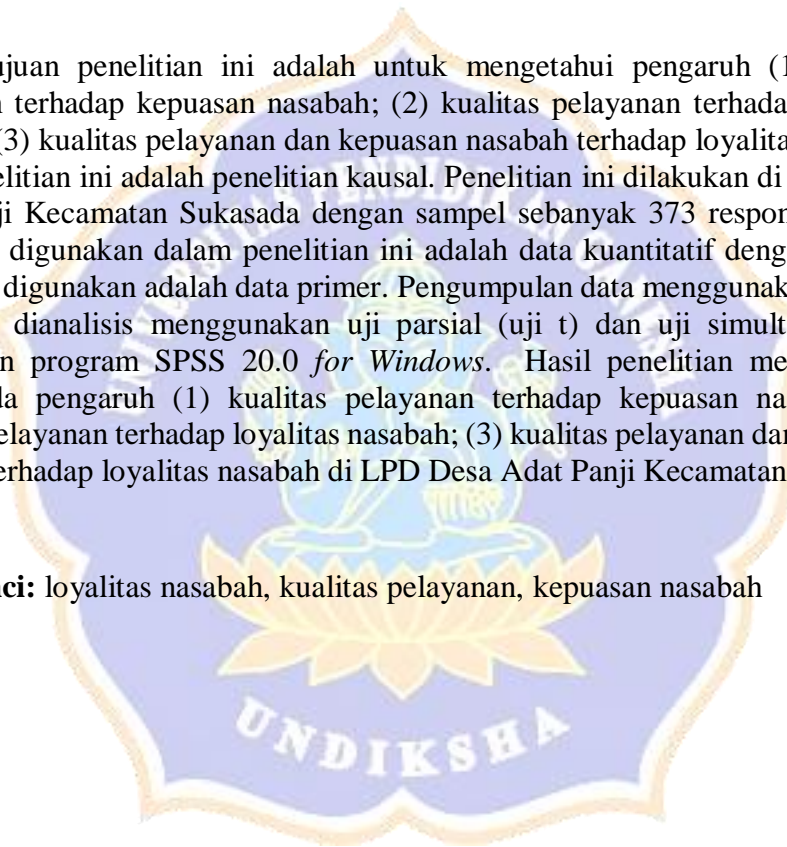 ujuan penelitian ini adalah untuk mengetahui pengaruh (1
n terhadap kepuasan nasabah; (2) kualitas pelayanan terhada
(3) kualitas pelayanan dan kepuasan nasabah terhadap loyalita
elitian ini adalah penelitian kausal. Penelitian ini dilakukan di
ji Kecamatan Sukasada dengan sampel sebanyak 373 respon
digunakan dalam penelitian ini adalah data kuantitatif deng
digunakan adalah data primer. Pengumpulan data menggunak
dianalisis menggunakan uji parsial (uji t) dan uji simult
n program SPSS 20.0 for Windows. Hasil penelitian me
da pengaruh (1) kualitas pelayanan terhadap kepuasan na
elayanan terhadap loyalitas nasabah; (3) kualitas pelayanan dan
erhadap loyalitas nasabah di LPD Desa Adat Panji Kecamatan
nci: loyalitas nasabah, kualitas pelayanan, kepuasan nasabah
UNIVERSITAS PENDIDIKAN GANESHA
UNDIKSHA